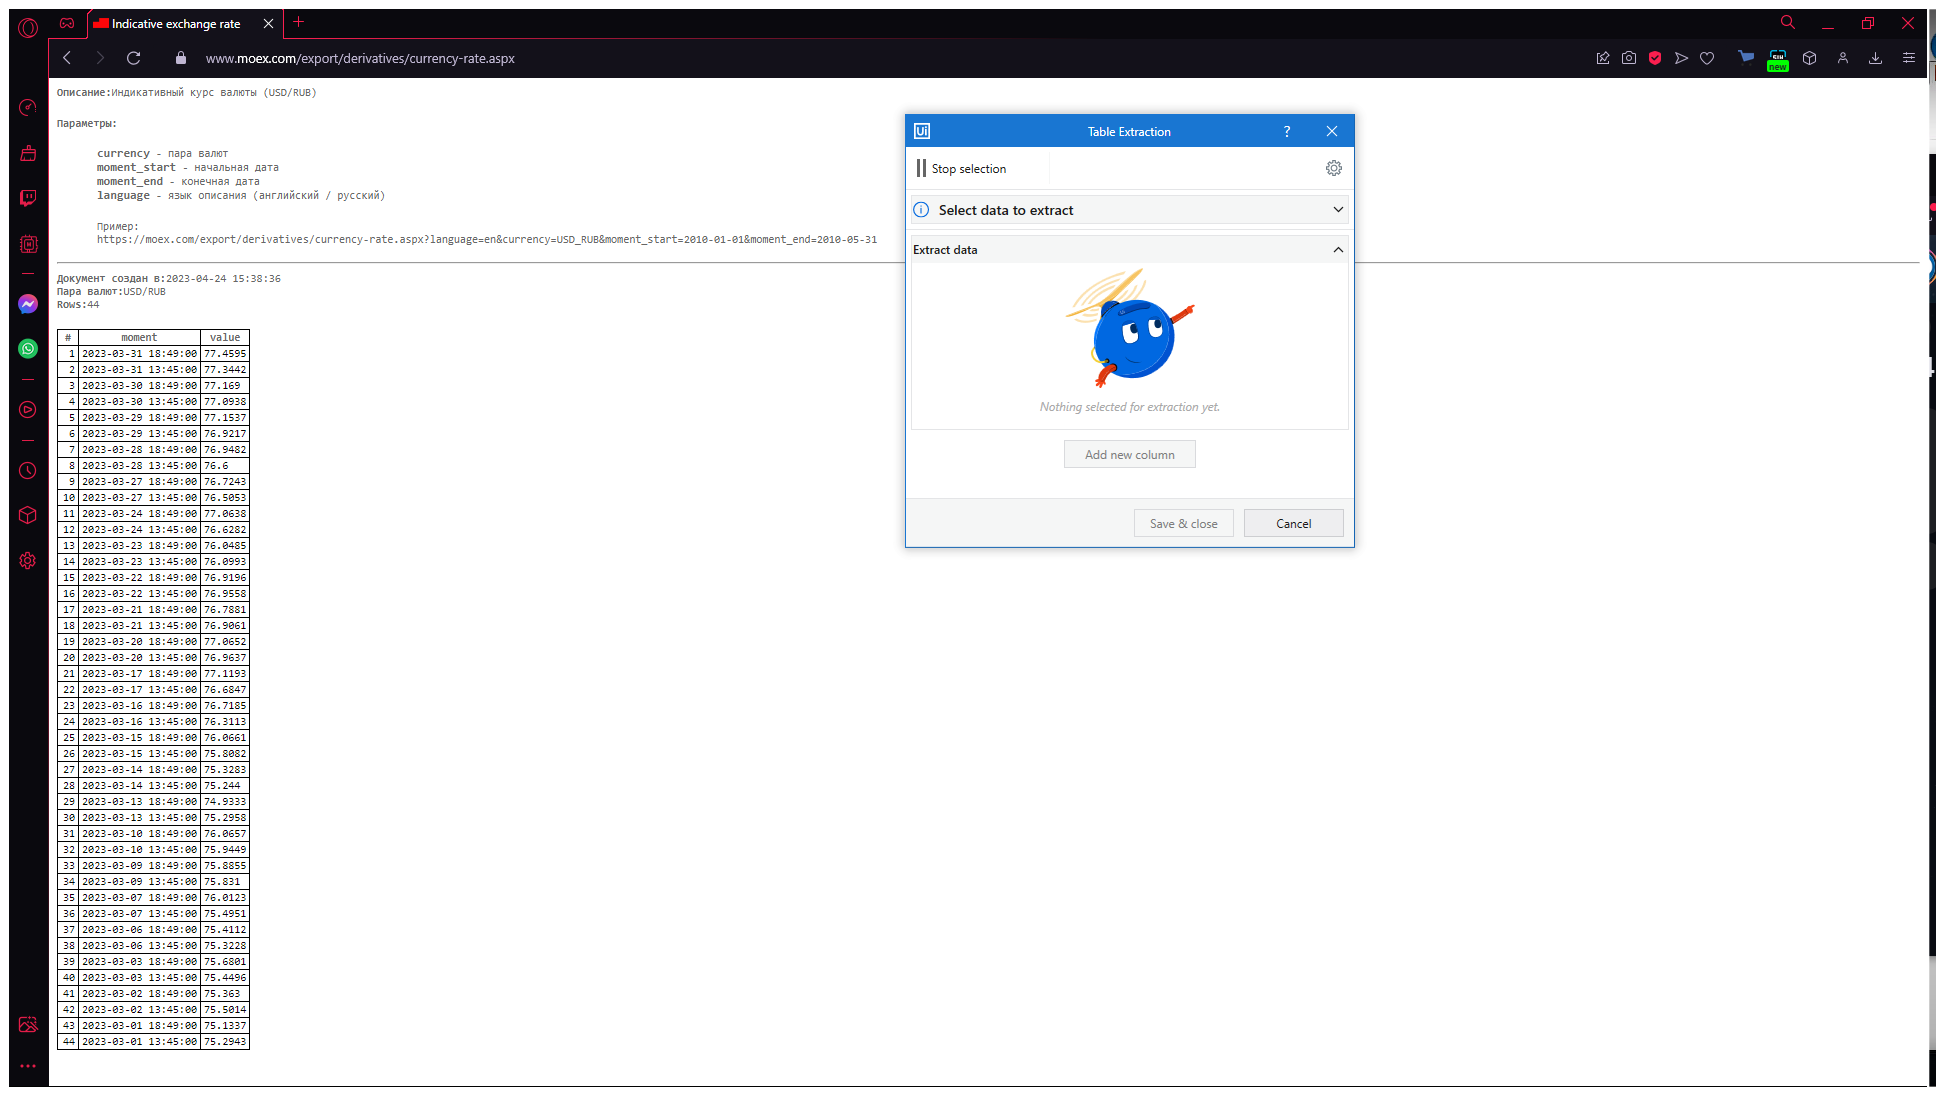 Indicative exchange rate
www.moex.com/export/derivatives/currency-rate.aspx
new
Описание:Индикативный курс валюты (USD/RUB)
Параметры:
currency - пара валют
moment_start - начальная дата
moment_end - конечная дата
language - язык описания (английский / русский)
Пример:
https://moex.com/export/derivatives/currency-rate.aspx?language=en&currency=USD_RUB&moment_start=2010-01-01&moment_end=2010-05-31
Документ создан в:2023-04-24 15:38:36
Пара валют:USD/RUB
Rows:44
# moment value
1 2023-03-31 18:49:00 77.4595
2 2023-03-31 13:45:00 77.3442
3 2023-03-30 18:49:00 77.169
4 2023-03-30 13:45:00 77.0938
5 2023-03-29 18:49:00 77.1537
6 2023-03-29 13:45:00 76.9217
7 2023-03-28 18:49:00 76.9482
8 2023-03-28 13:45:00 76.6
9 2023-03-27 18:49:00 76.7243
10 2023-03-27 13:45:00 76.5053
11 2023-03-24 18:49:00 77.0638
12 2023-03-24 13:45:00 76.6282
13 2023-03-23 18:49:00 76.0485
14 2023-03-23 13:45:00 76.0993
15 2023-03-22 18:49:00 76.9196
16 2023-03-22 13:45:00 76.9558
17 2023-03-21 18:49:00 76.7881
18 2023-03-21 13:45:00 76.9061
19 2023-03-20 18:49:00 77.0652
20 2023-03-20 13:45:00 76.9637
21 2023-03-17 18:49:00 77.1193
22 2023-03-17 13:45:00 76.6847
23 2023-03-16 18:49:00 76.7185
24 2023-03-16 13:45:00 76.3113
25 2023-03-15 18:49:00 76.0661
26 2023-03-15 13:45:00 75.8082
27 2023-03-14 18:49:00 75.3283
28 2023-03-14 13:45:00 75.244
29 2023-03-13 18:49:00 74.9333
30 2023-03-13 13:45:00 75.2958
31 2023-03-10 18:49:00 76.0657
32 2023-03-10 13:45:00 75.9449
33 2023-03-09 18:49:00 75.8855
34 2023-03-09 13:45:00 75.831
35 2023-03-07 18:49:00 76.0123
36 2023-03-07 13:45:00 75.4951
37 2023-03-06 18:49:00 75.4112
38 2023-03-06 13:45:00 75.3228
39 2023-03-03 18:49:00 75.6801
40 2023-03-03 13:45:00 75.4496
41 2023-03-02 18:49:00 75.363
42 2023-03-02 13:45:00 75.5014
43 2023-03-01 18:49:00 75.1337
44 2023-03-01 13:45:00 75.2943
Ui Table Extraction ?
Stop selection
Select data to extract
Extract data
Nothing selected for extraction yet.
Add new column
Save & close Cancel